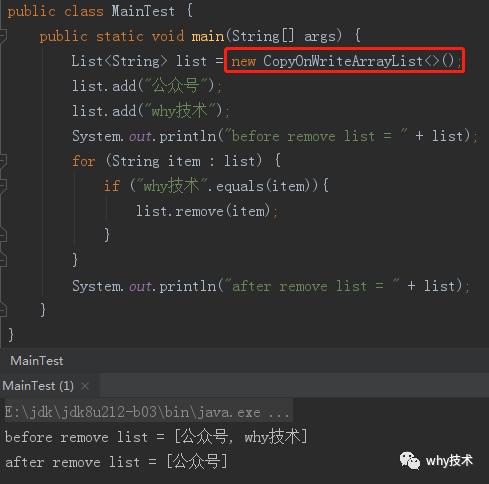 public class MainTest {
public static void main(String[] args) {
List<String> list = new CopyOnWriteArrayList<>();
list.add("公众号");
list.add("why技术");
System.out.println("before remove list = " + list);
for (String item : list) {
if ("why技术".equals(item)){
list.remove(item);
}
}
System.out.println("after remove list = " + list);
}
}
MainTest
MainTest (1) ×
E:\jdk\jdk8u212-b03\bin\java.exe ...
before remove list = [公众号, why技术]
after remove list = [公众号]
why技术